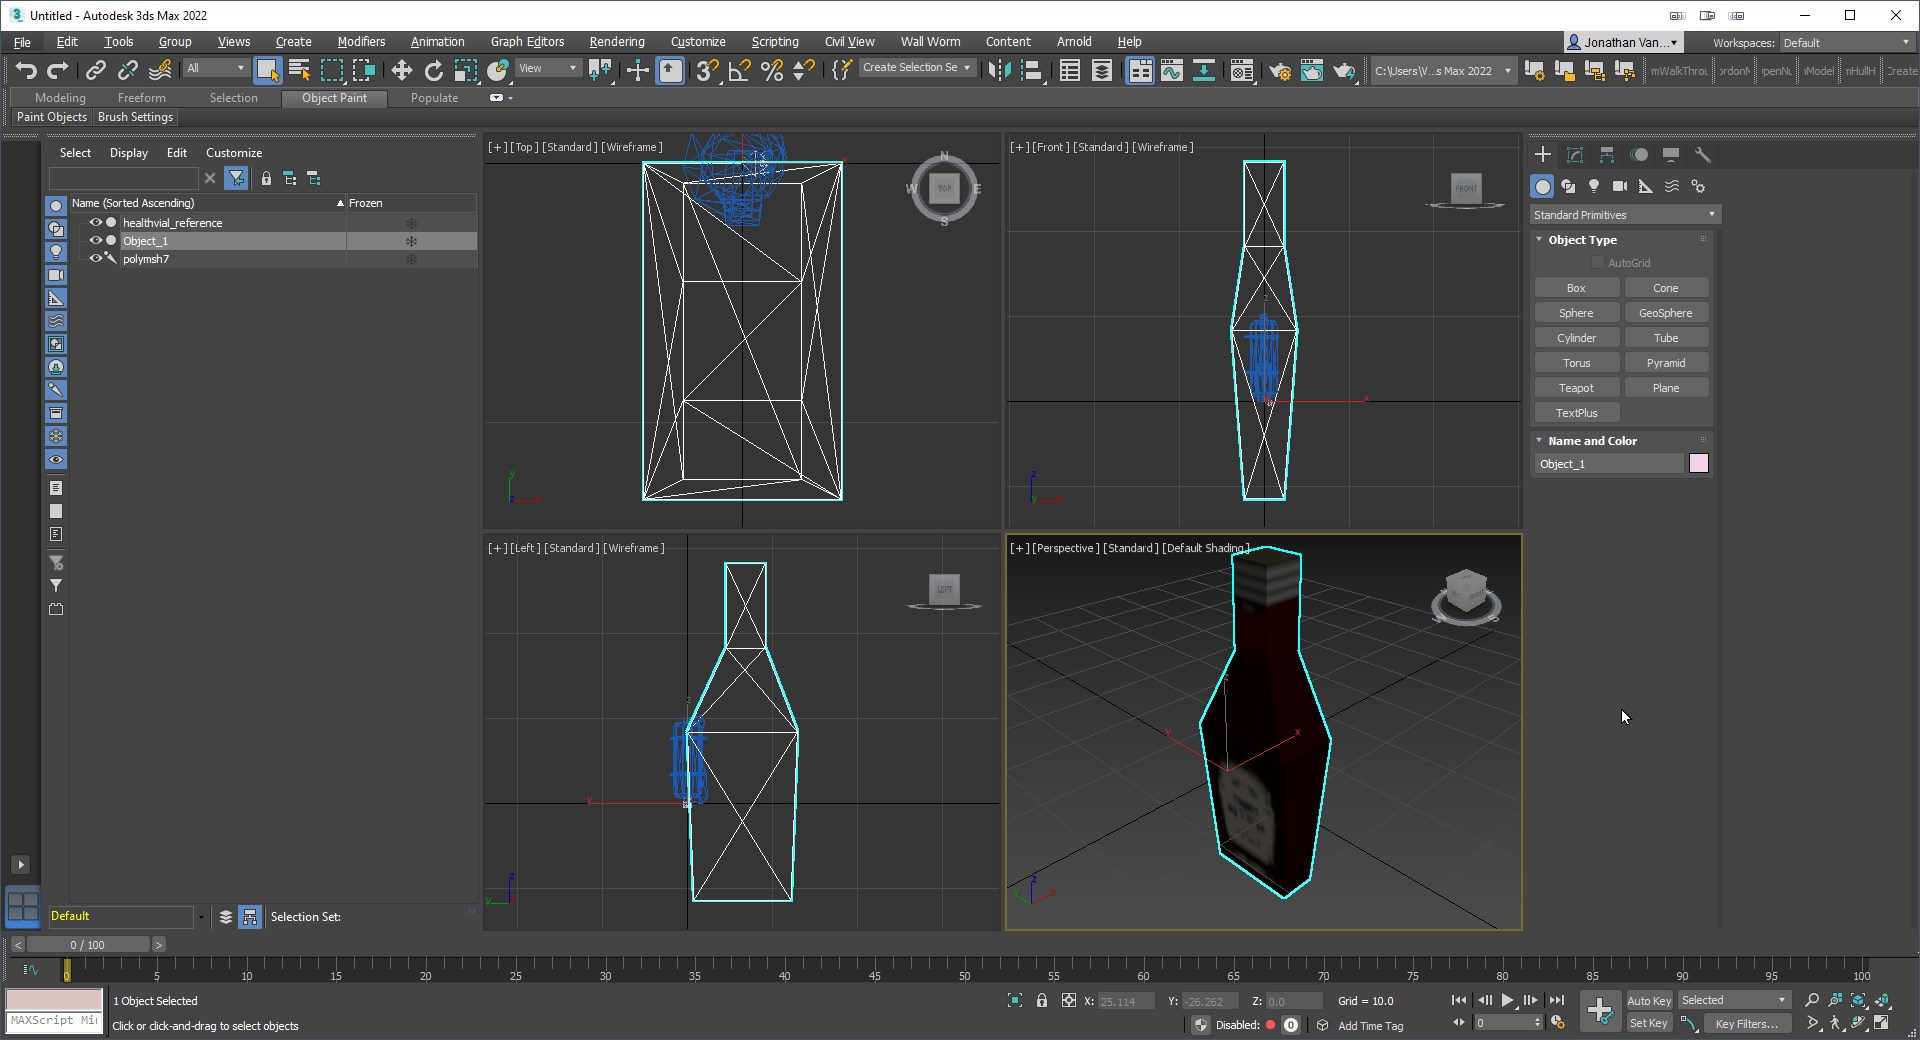 Untitled - Autodesk 3ds Max 2022
File Edit Tools Group Views Create Modifiers Animation Graph Editors Rendering Customize Scripting Civil View Wall Worm Content Arnold Help Jonathan Van... Workspaces: Default
All View Create Selection Se C:\Users\V...s Max 2022
Modeling Freeform Selection Object Paint Populate
Paint Objects Brush Settings
Select Display Edit Customize
Name (Sorted Ascending) Frozen
healthvial_reference
Object_1
polymsh7
[+] [Top] [Standard] [Wireframe]
N
W TOP E
S
y
z x
[+] [Front] [Standard] [Wireframe]
FRONT
z
x
z
y x
Standard Primitives
Object Type
AutoGrid
Box Cone
Sphere GeoSphere
Cylinder Tube
Torus Pyramid
Teapot Plane
TextPlus
Name and Color
Object_1
[+] [Left] [Standard] [Wireframe]
LEFT
z
y
z
y
[+] [Perspective] [Standard] [Default Shading]
z
y x
z
y x
Default Selection Set:
< 0 / 100 >
0 5 10 15 20 25 30 35 40 45 50 55 60 65 70 75 80 85 90 95 100
1 Object Selected X: 25.114 Y: -26.262 Z: 0.0 Grid = 10.0 Auto Key Selected
MAXScript Mi
Click or click-and-drag to select objects Disabled: 0 Add Time Tag 0 Set Key Key Filters...